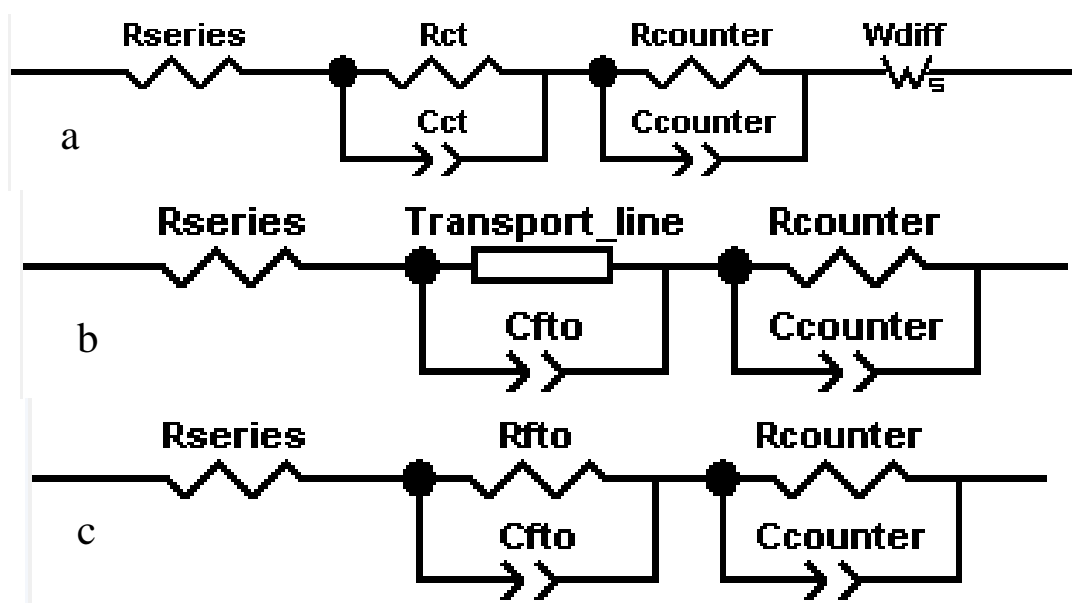 Rseries Rct Rcounter Wdiff
W s
Cct Ccounter
a
Rseries Transport_line Rcounter
Cfto Ccounter
b
Rseries Rfto Rcounter
Cfto Ccounter
c